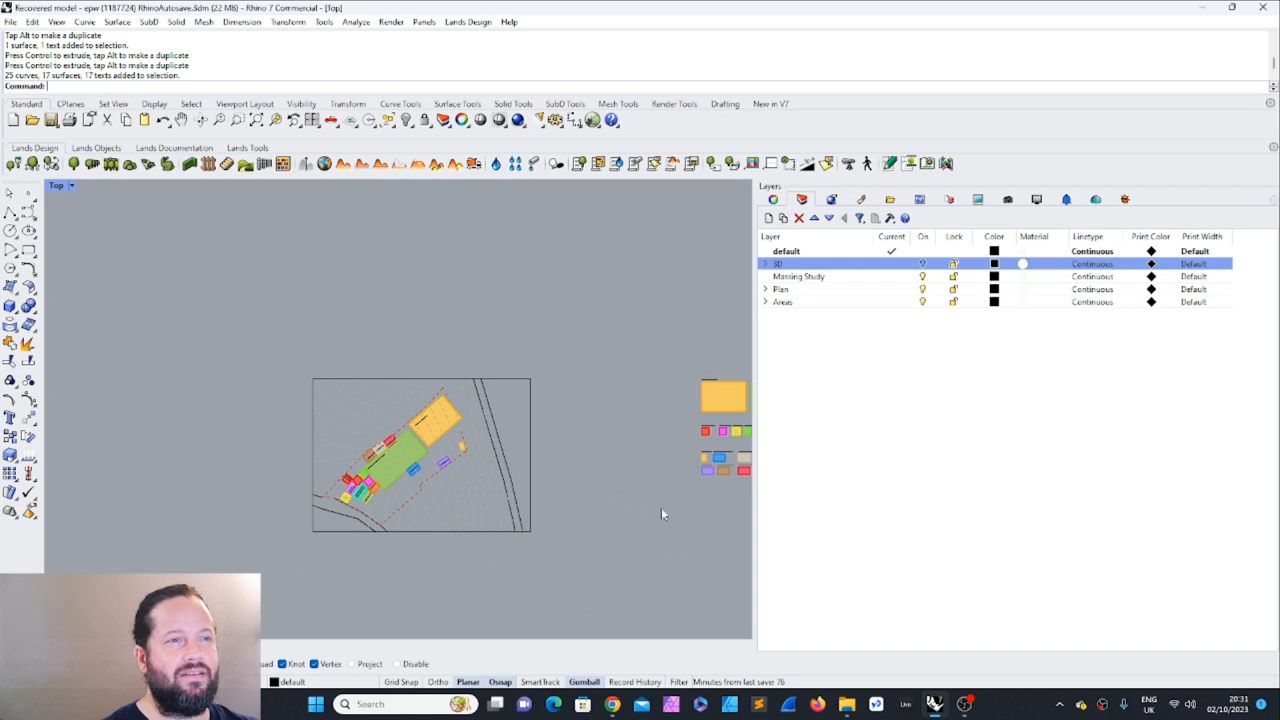 Recovered model - epw (1187724) RhinoAutosave.3dm (22 MB) - Rhino 7 Commercial - [Top]
File Edit View Curve Surface SubD Solid Mesh Dimension Transform Tools Analyze Render Panels Lands Design Help
Tap Alt to make a duplicate
1 surface, 1 text added to selection.
Press Control to extrude, tap Alt to make a duplicate
Press Control to extrude, tap Alt to make a duplicate
25 curves, 17 surfaces, 17 texts added to selection.
Command:
Standard CPlanes Set View Display Select Viewport Layout Visibility Transform Curve Tools Surface Tools Solid Tools SubD Tools Mesh Tools Render Tools Drafting New in V7
Lands Design Lands Objects Lands Documentation Lands Tools
Top
Layers
Layer Current On Lock Color Material Linetype Print Color Print Width
default Continuous Default
3D Continuous Default
Massing Study Continuous Default
Plan Continuous Default
Areas Continuous Default
Knot Vertex Project Disable
default Grid Snap Ortho Planar Osnap SmartTrack Gumball Record History Filter Minutes from last save: 76
Search
Live
ENG
UK
20:31
02/10/2023